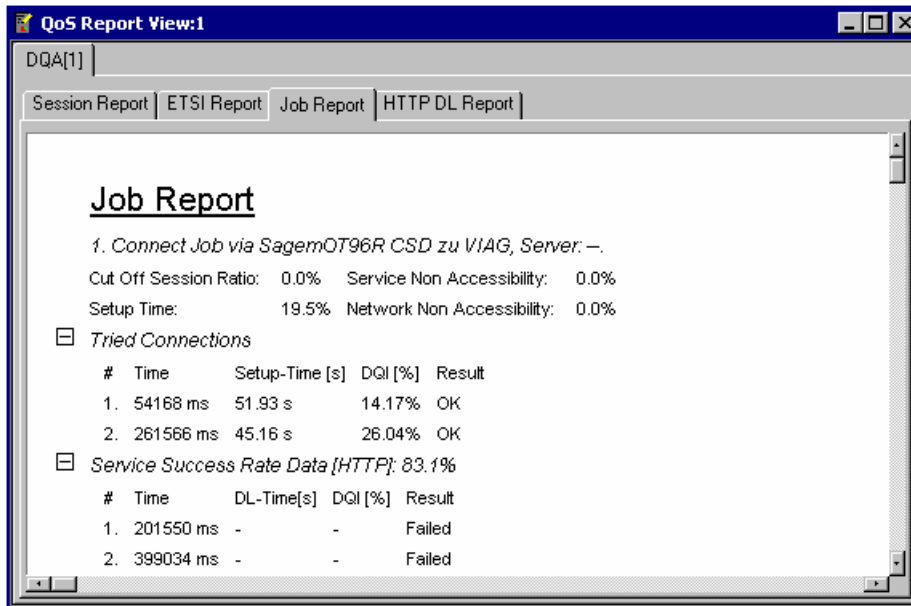 QoS Report View:1
DQA[1]
Session Report ETSI Report Job Report HTTP DL Report
Job Report
1. Connect Job via SagemOT96R CSD zu VIAG, Server: --.
Cut Off Session Ratio: 0.0% Service Non Accessibility: 0.0%
Setup Time: 19.5% Network Non Accessibility: 0.0%
Tried Connections
# Time Setup-Time [s] DQI [%] Result
1. 54168 ms 51.93 s 14.17% OK
2. 261566 ms 45.16 s 26.04% OK
Service Success Rate Data [HTTP]: 83.1%
# Time DL-Time[s] DQI [%] Result
1. 201550 ms - - Failed
2. 399034 ms - - Failed